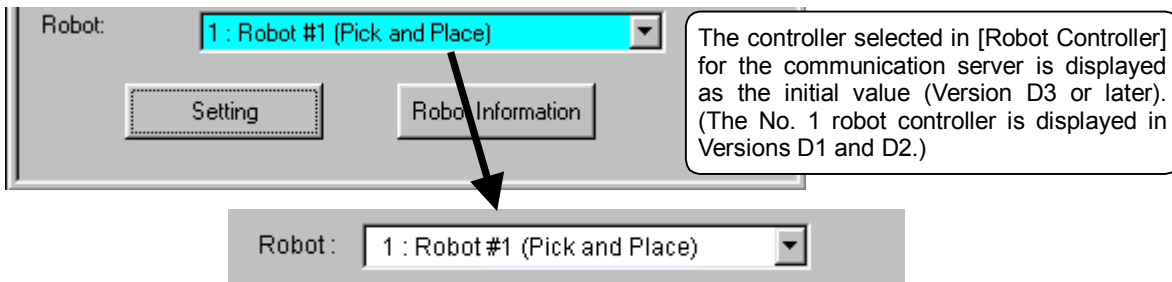 Robot:
1 : Robot #1 (Pick and Place)
Setting
Robot Information
The controller selected in [Robot Controller]
for the communication server is displayed
as the initial value (Version D3 or later).
(The No. 1 robot controller is displayed in
Versions D1 and D2.)
Robot :
1 : Robot #1 (Pick and Place)